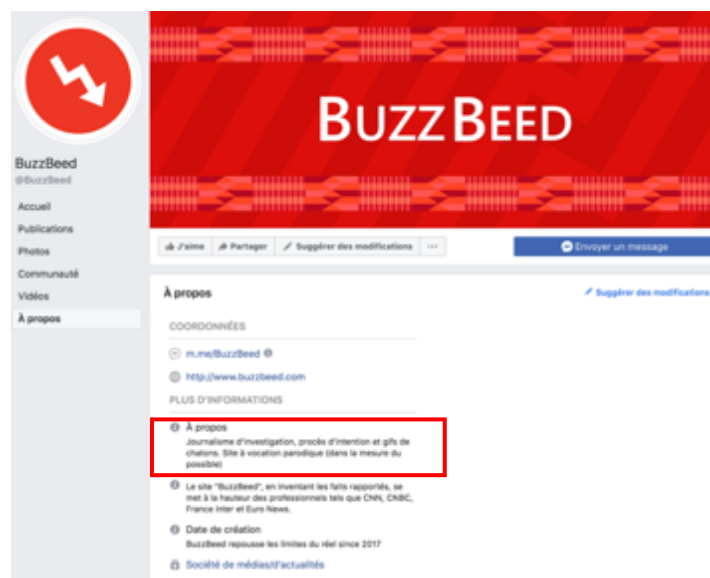 BUZZ BEED
BuzzBeed
@BuzzBeed
Accueil
Publications
Photos
Communauté
Vidéos
À propos
J'aime Partager Suggérer des modifications ... Envoyer un message
À propos Suggérer des modifications
COORDONNÉES
m.me/BuzzBeed
http://www.buzzbeed.com
PLUS D'INFORMATIONS
À propos
Journalisme d'investigation, procès d'intention et gifs de
chatons. Site à vocation parodique (dans la mesure du
possible)
Le site "BuzzBeed", en inventant les faits rapportés, se
met à la hauteur des professionnels tels que CNN, CNBC,
France Inter et Euro News.
Date de création
BuzzBeed repousse les limites du réel since 2017
Société de médias/d'actualités